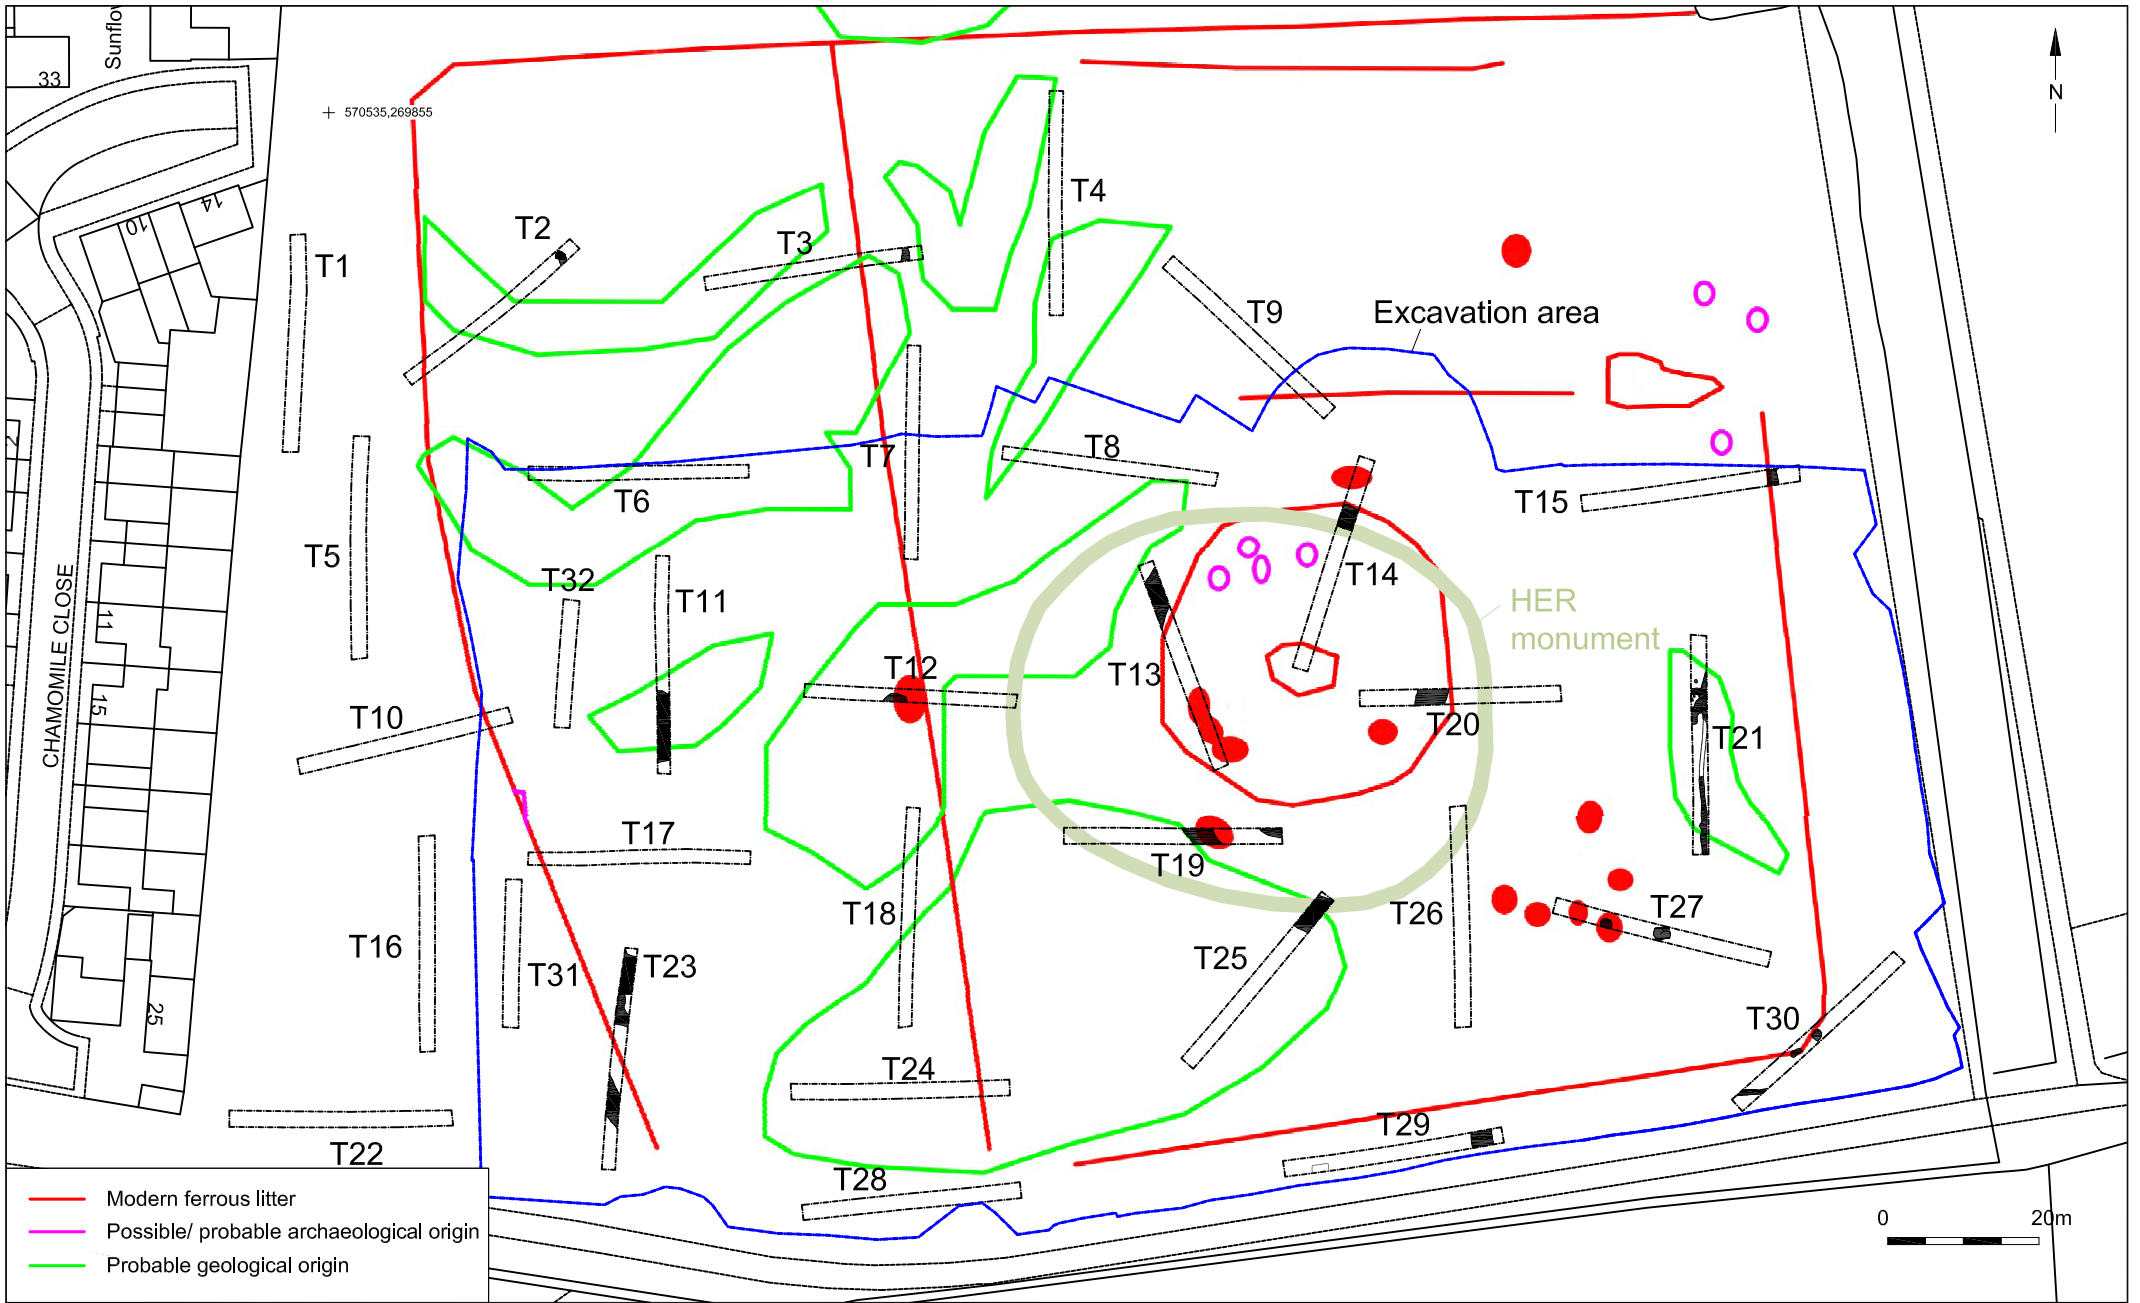 Sunflo
33
570535,269855
N
14
10
T1
T2
T3
T4
T9
Excavation area
T5
T6
T7
T8
T15
T32
T11
T14
HER
monument
CHAMOMILE CLOSE
11
15
T10
T12
T13
T20
T21
T17
T19
T16
T31
T23
T18
T25
T26
T27
25
T30
T24
T22
T28
T29
Modern ferrous litter
Possible/ probable archaeological origin
Probable geological origin
0 20m